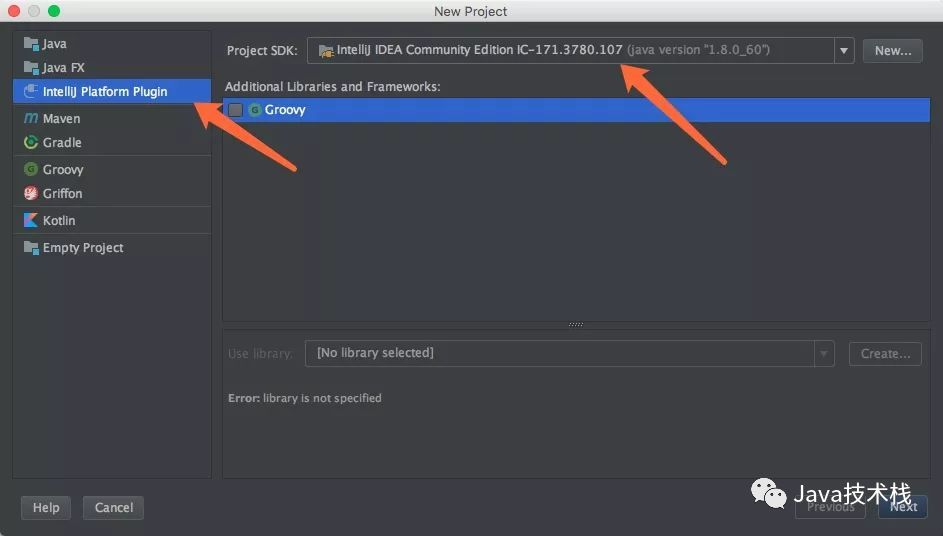 New Project
Java
Java FX
IntelliJ Platform Plugin
Maven
Gradle
Groovy
Griffon
Kotlin
Empty Project
Project SDK: IntelliJ IDEA Community Edition IC-171.3780.107 (java version "1.8.0_60") New...
Additional Libraries and Frameworks:
Groovy
Use library: [No library selected] Create...
Error: library is not specified
Java技术栈
Help Cancel Previous Next